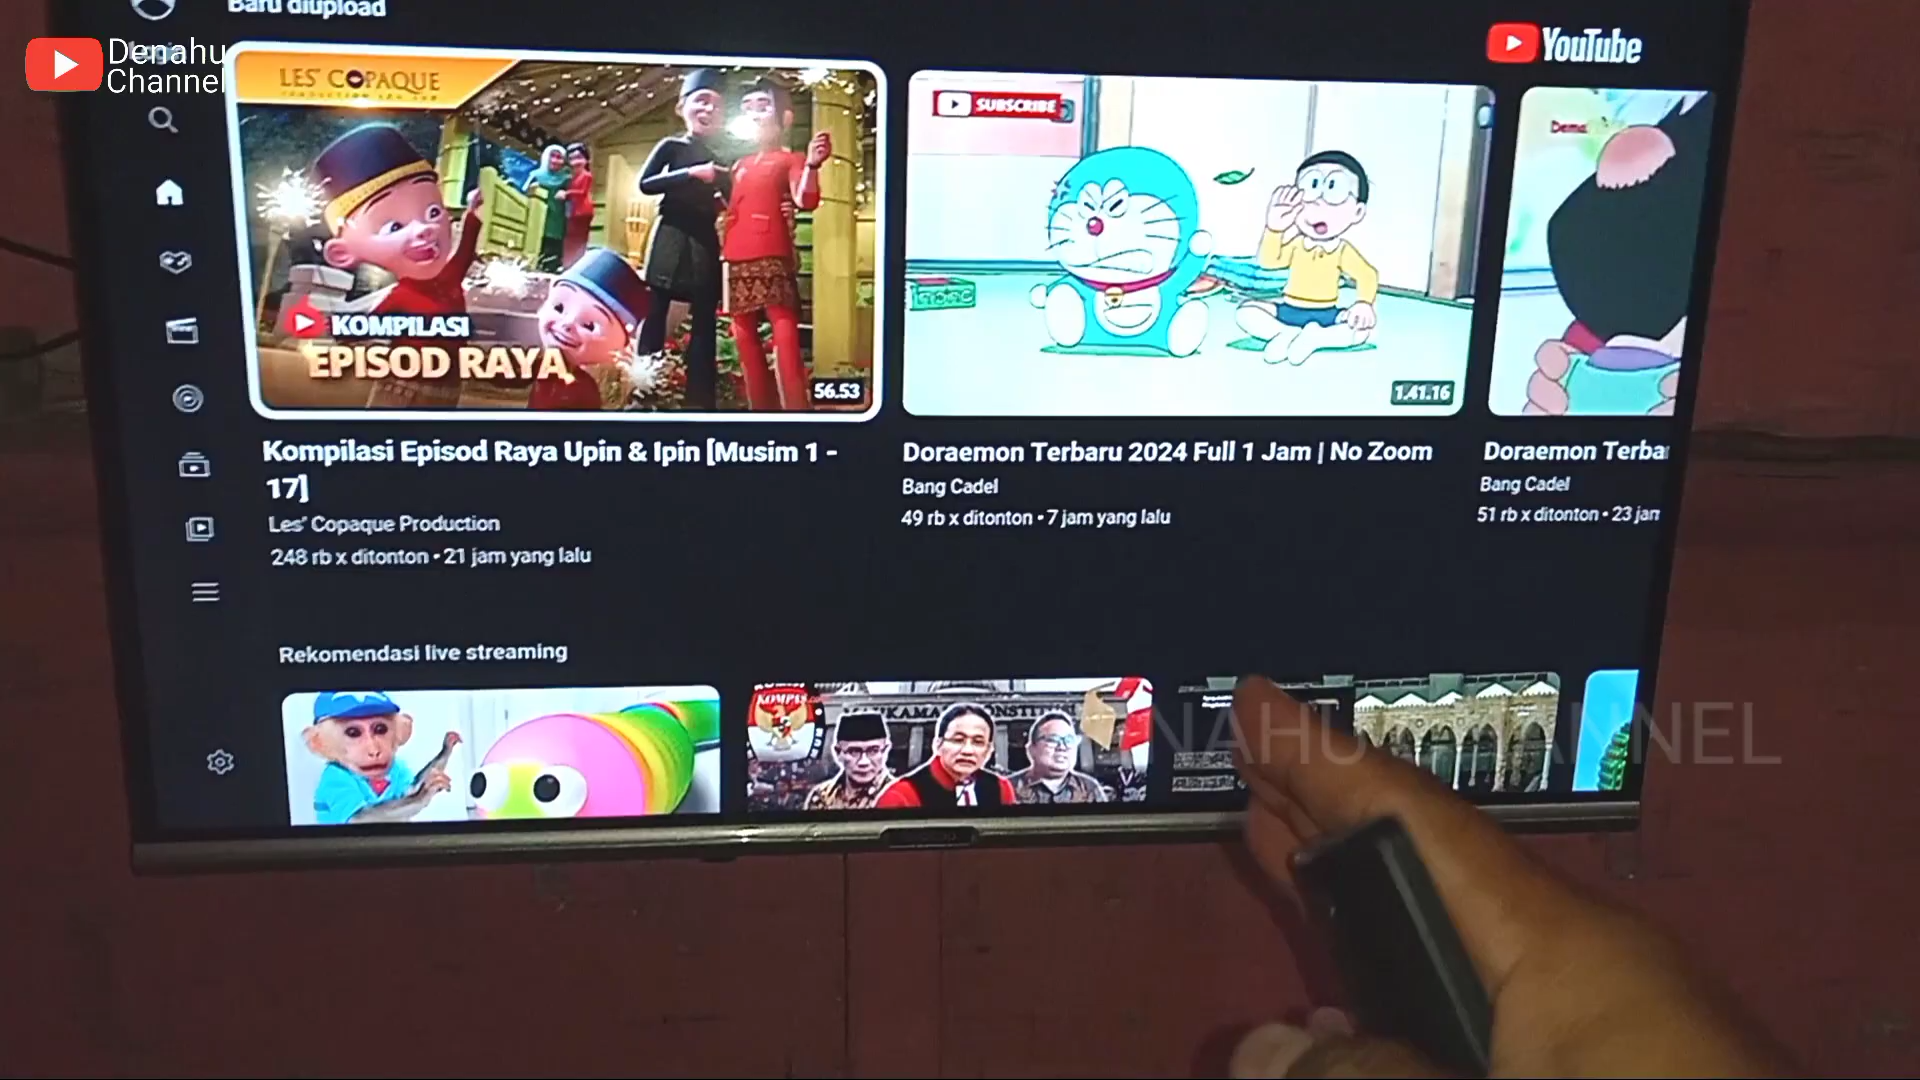 Baru diupload
Denahu
Channel
YouTube
LES' COPAQUE
KOMPILASI
EPISOD RAYA
56.53
SUBSCRIBE
1.41.16
Kompilasi Episod Raya Upin & Ipin [Musim 1 -
17]
Les' Copaque Production
248 rb x ditonton • 21 jam yang lalu
Doraemon Terbaru 2024 Full 1 Jam | No Zoom
Bang Cadel
49 rb x ditonton • 7 jam yang lalu
Doraemon Terba
Bang Cadel
51 rb x ditonton • 23 jam
Rekomendasi live streaming
KOMPAS